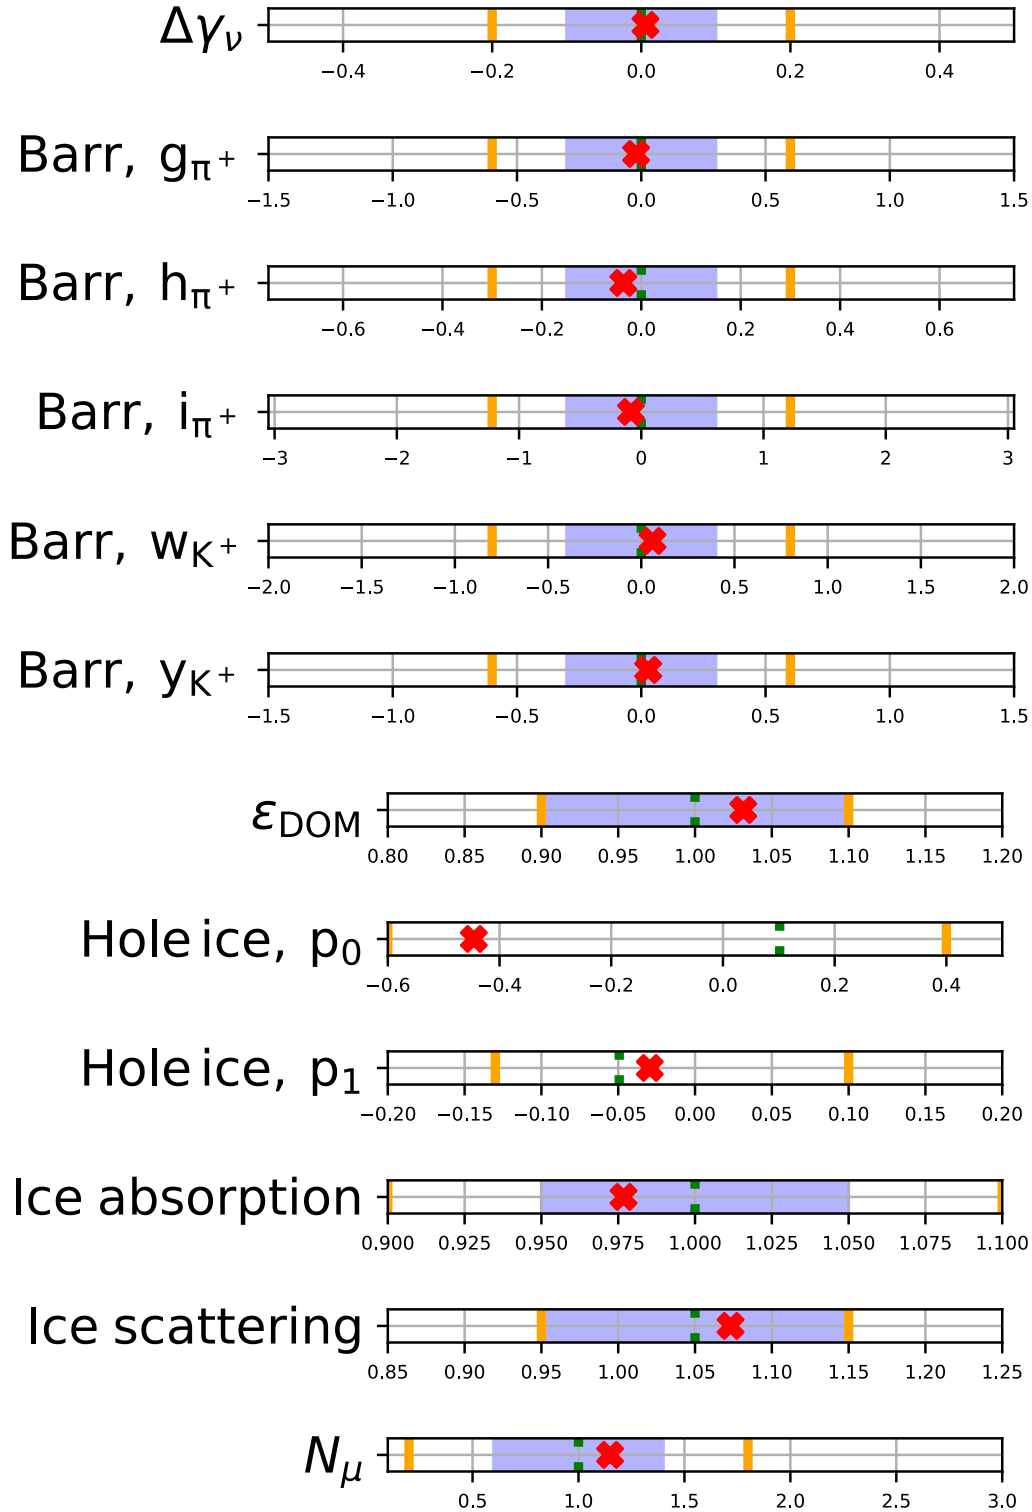 Δγ_ν
−0.4 −0.2 0.0 0.2 0.4
Barr, g_π⁺
−1.5 −1.0 −0.5 0.0 0.5 1.0 1.5
Barr, h_π⁺
−0.6 −0.4 −0.2 0.0 0.2 0.4 0.6
Barr, i_π⁺
−3 −2 −1 0 1 2 3
Barr, w_K⁺
−2.0 −1.5 −1.0 −0.5 0.0 0.5 1.0 1.5 2.0
Barr, y_K⁺
−1.5 −1.0 −0.5 0.0 0.5 1.0 1.5
ε_DOM
0.80 0.85 0.90 0.95 1.00 1.05 1.10 1.15 1.20
Hole ice, p₀
−0.6 −0.4 −0.2 0.0 0.2 0.4
Hole ice, p₁
−0.20 −0.15 −0.10 −0.05 0.00 0.05 0.10 0.15 0.20
Ice absorption
0.900 0.925 0.950 0.975 1.000 1.025 1.050 1.075 1.100
Ice scattering
0.85 0.90 0.95 1.00 1.05 1.10 1.15 1.20 1.25
N_μ
0.5 1.0 1.5 2.0 2.5 3.0